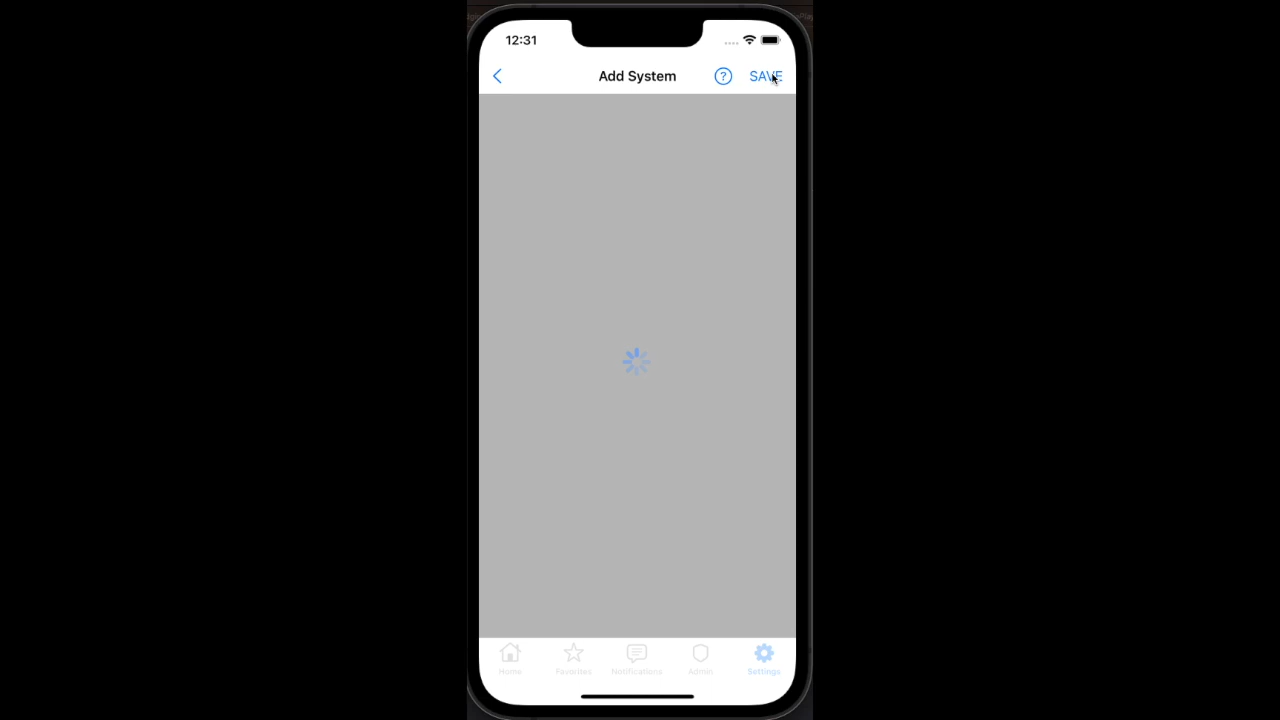 12:31
Add System
?
SAVE
Home
Favorites
Notifications
Admin
Settings